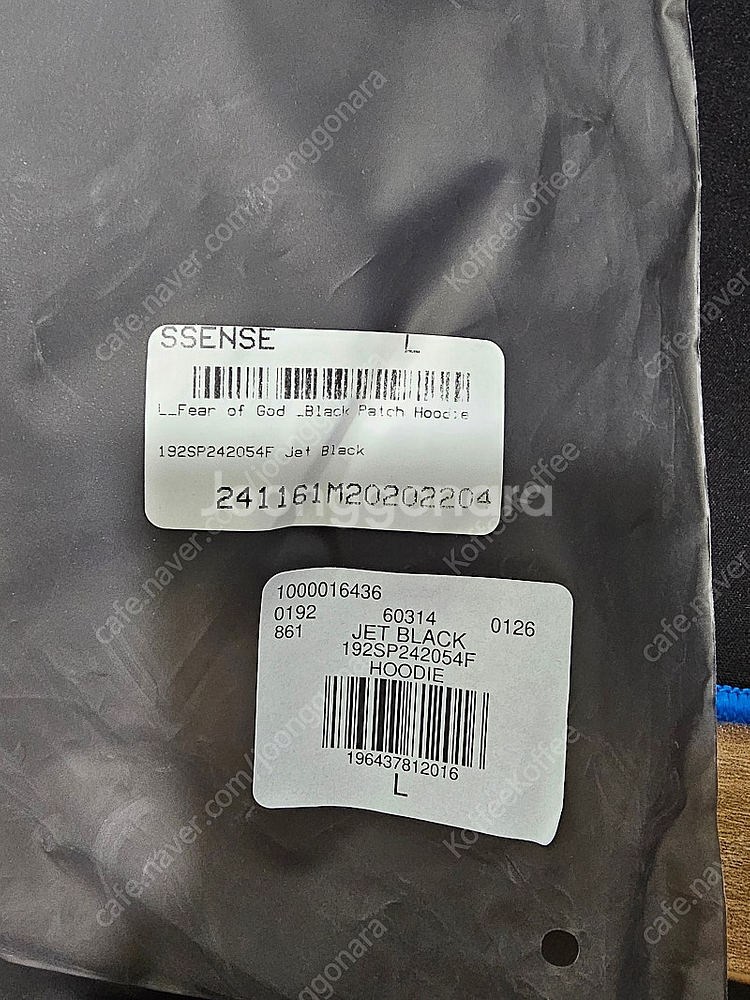 SSENSE L
L_Fear of God _Black Patch Hoodie
192SP242054F Jet Black
241161M20202204
Joonggonara
1000016436
0192 60314 0126
861 JET BLACK
192SP242054F
HOODIE
196437812016
L
cafe.naver.com/joonggonara
KoffeeKoffee